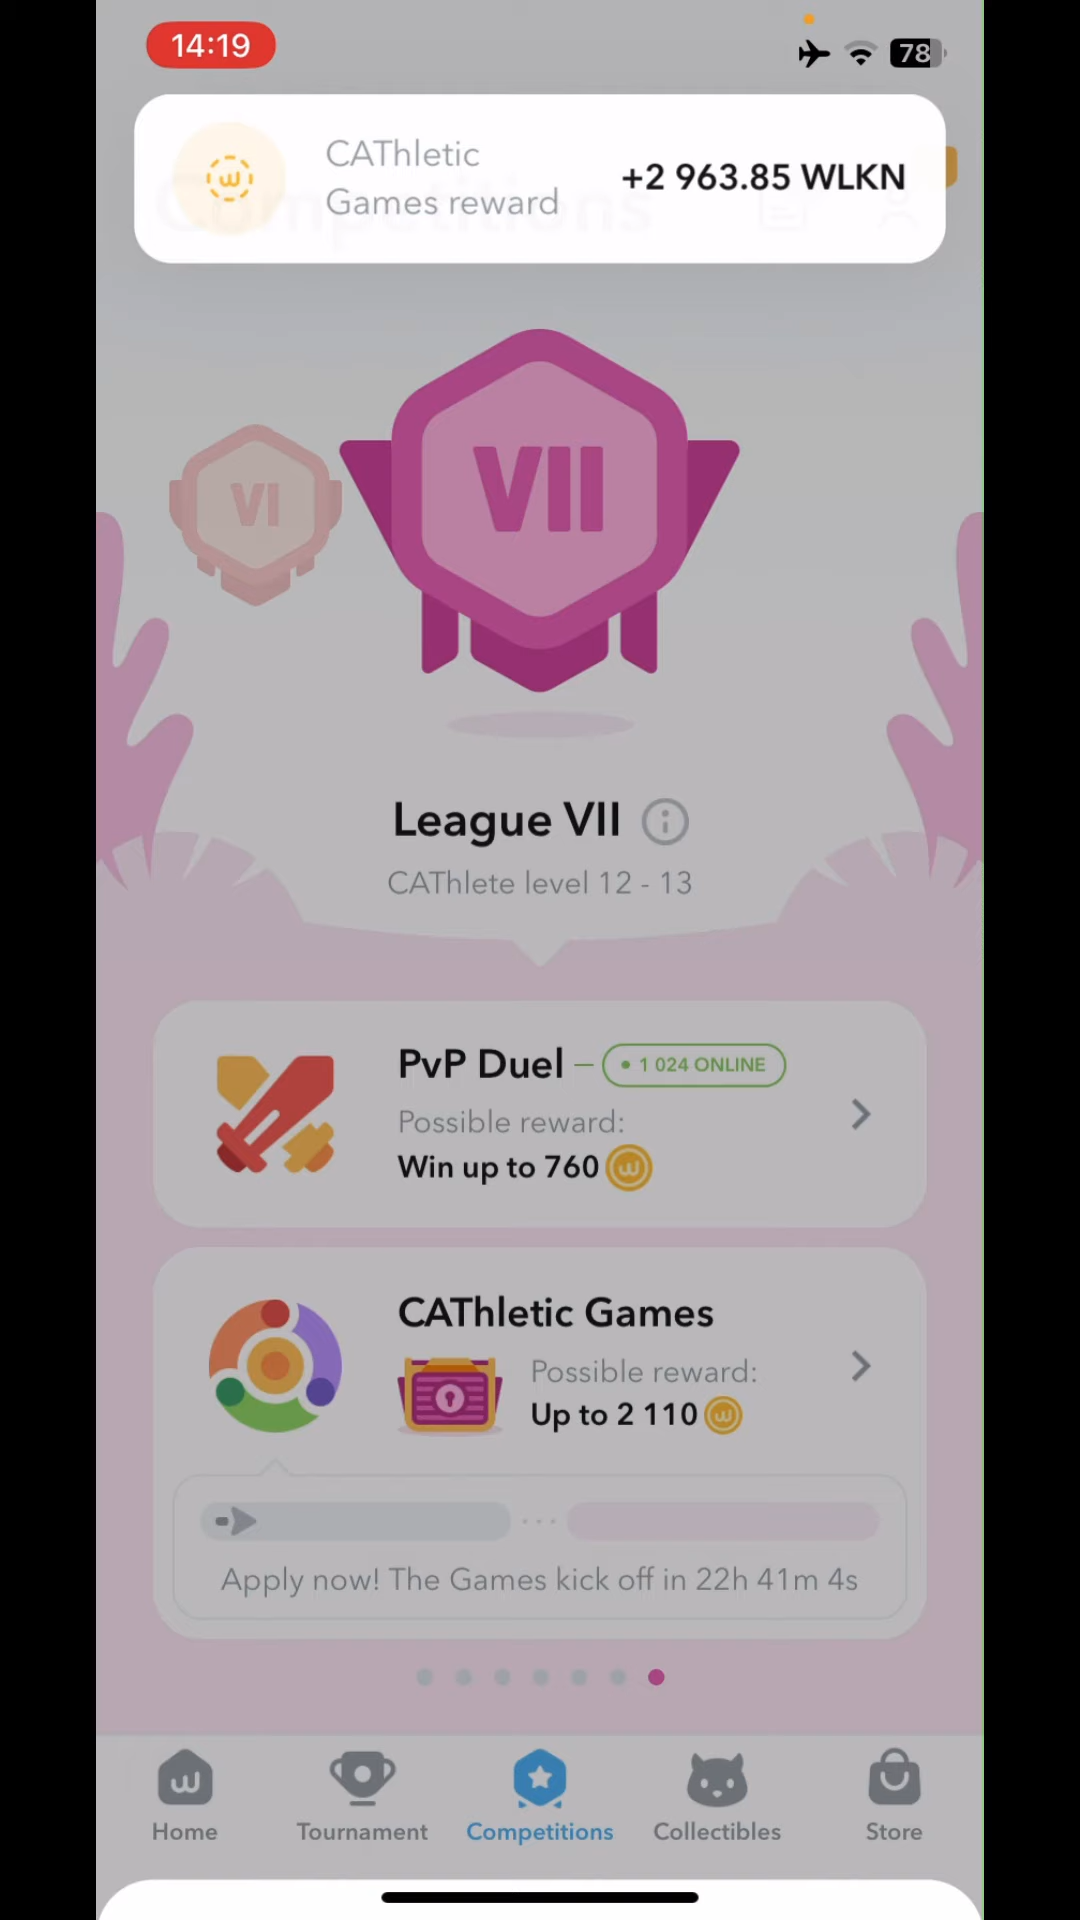 14:19
78
CAThletic
Games reward
+2 963.85 WLKN
Competitions
VI
VII
League VII
CAThlete level 12 - 13
PvP Duel
1 024 ONLINE
Possible reward:
Win up to 760
CAThletic Games
Possible reward:
Up to 2 110
Apply now! The Games kick off in 22h 41m 4s
Home
Tournament
Competitions
Collectibles
Store